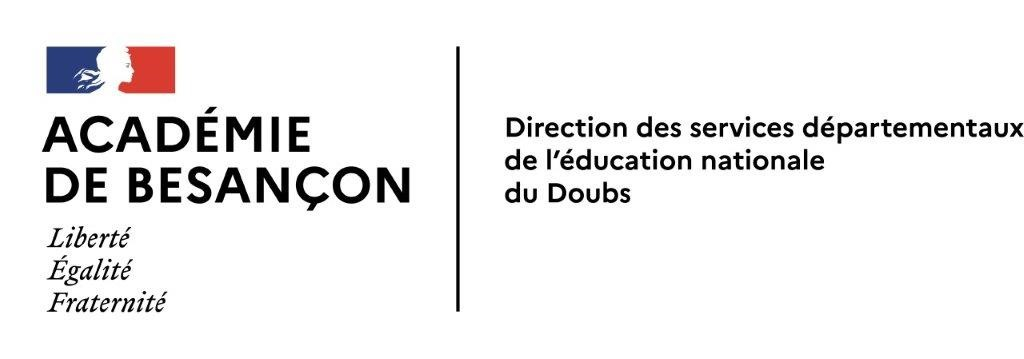 ACADÉMIE
DE BESANÇON
Liberté
Égalité
Fraternité
Direction des services départementaux
de l'éducation nationale
du Doubs